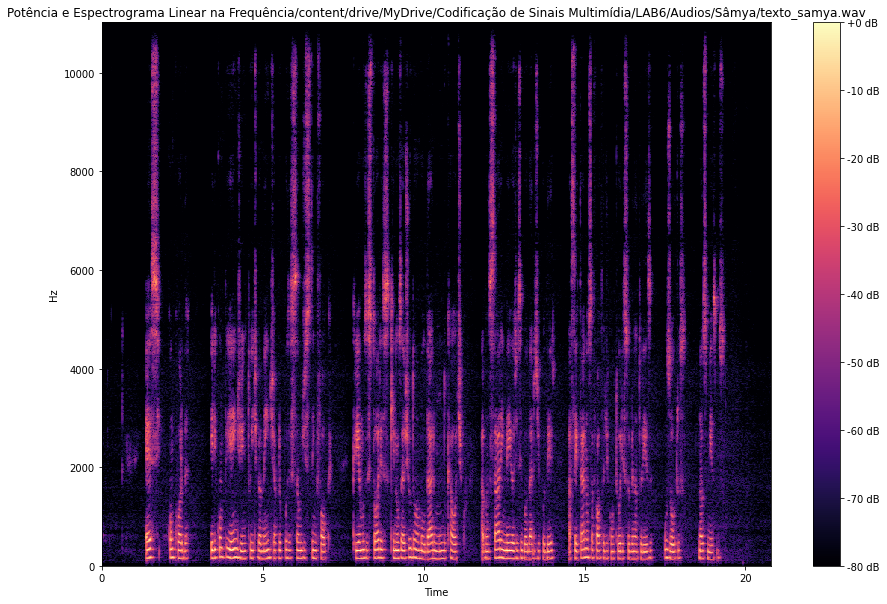 Potência e Espectrograma Linear na Frequência/content/drive/MyDrive/Codificação de Sinais Multimídia/LAB6/Audios/Sâmya/texto_samya.wav
+0 dB
10000
-10 dB
8000
-20 dB
-30 dB
6000
Hz
-40 dB
4000
-50 dB
-60 dB
2000
-70 dB
0
-80 dB
0
5
10
15
20
Time